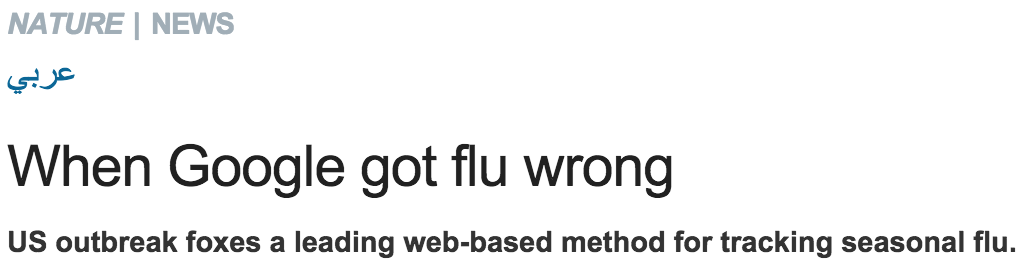 NATURE | NEWS
عربي
When Google got flu wrong
US outbreak foxes a leading web-based method for tracking seasonal flu.